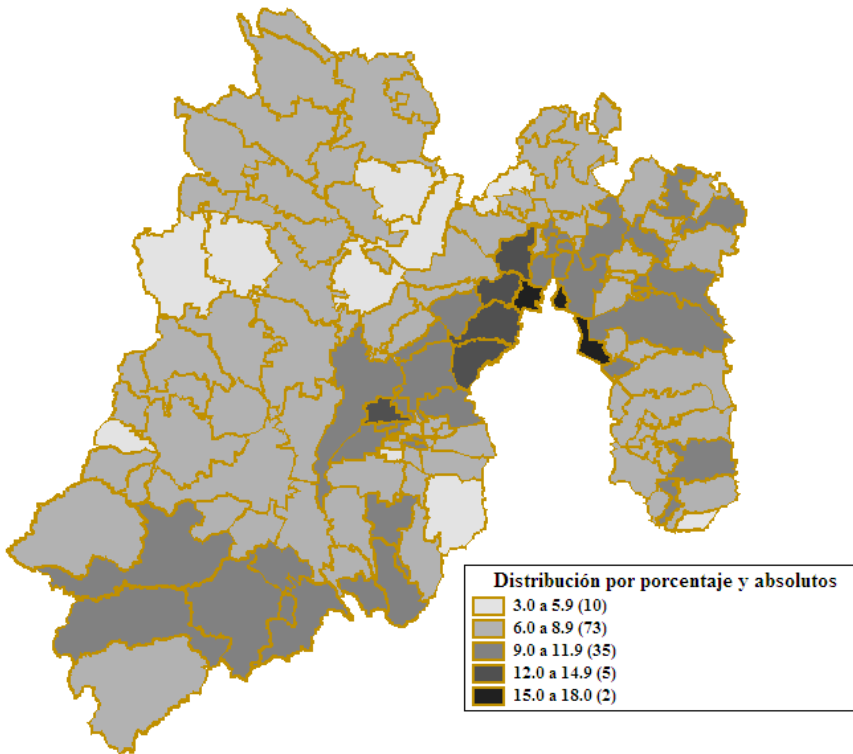 Distribución por porcentaje y absolutos
3.0 a 5.9 (10)
6.0 a 8.9 (73)
9.0 a 11.9 (35)
12.0 a 14.9 (5)
15.0 a 18.0 (2)